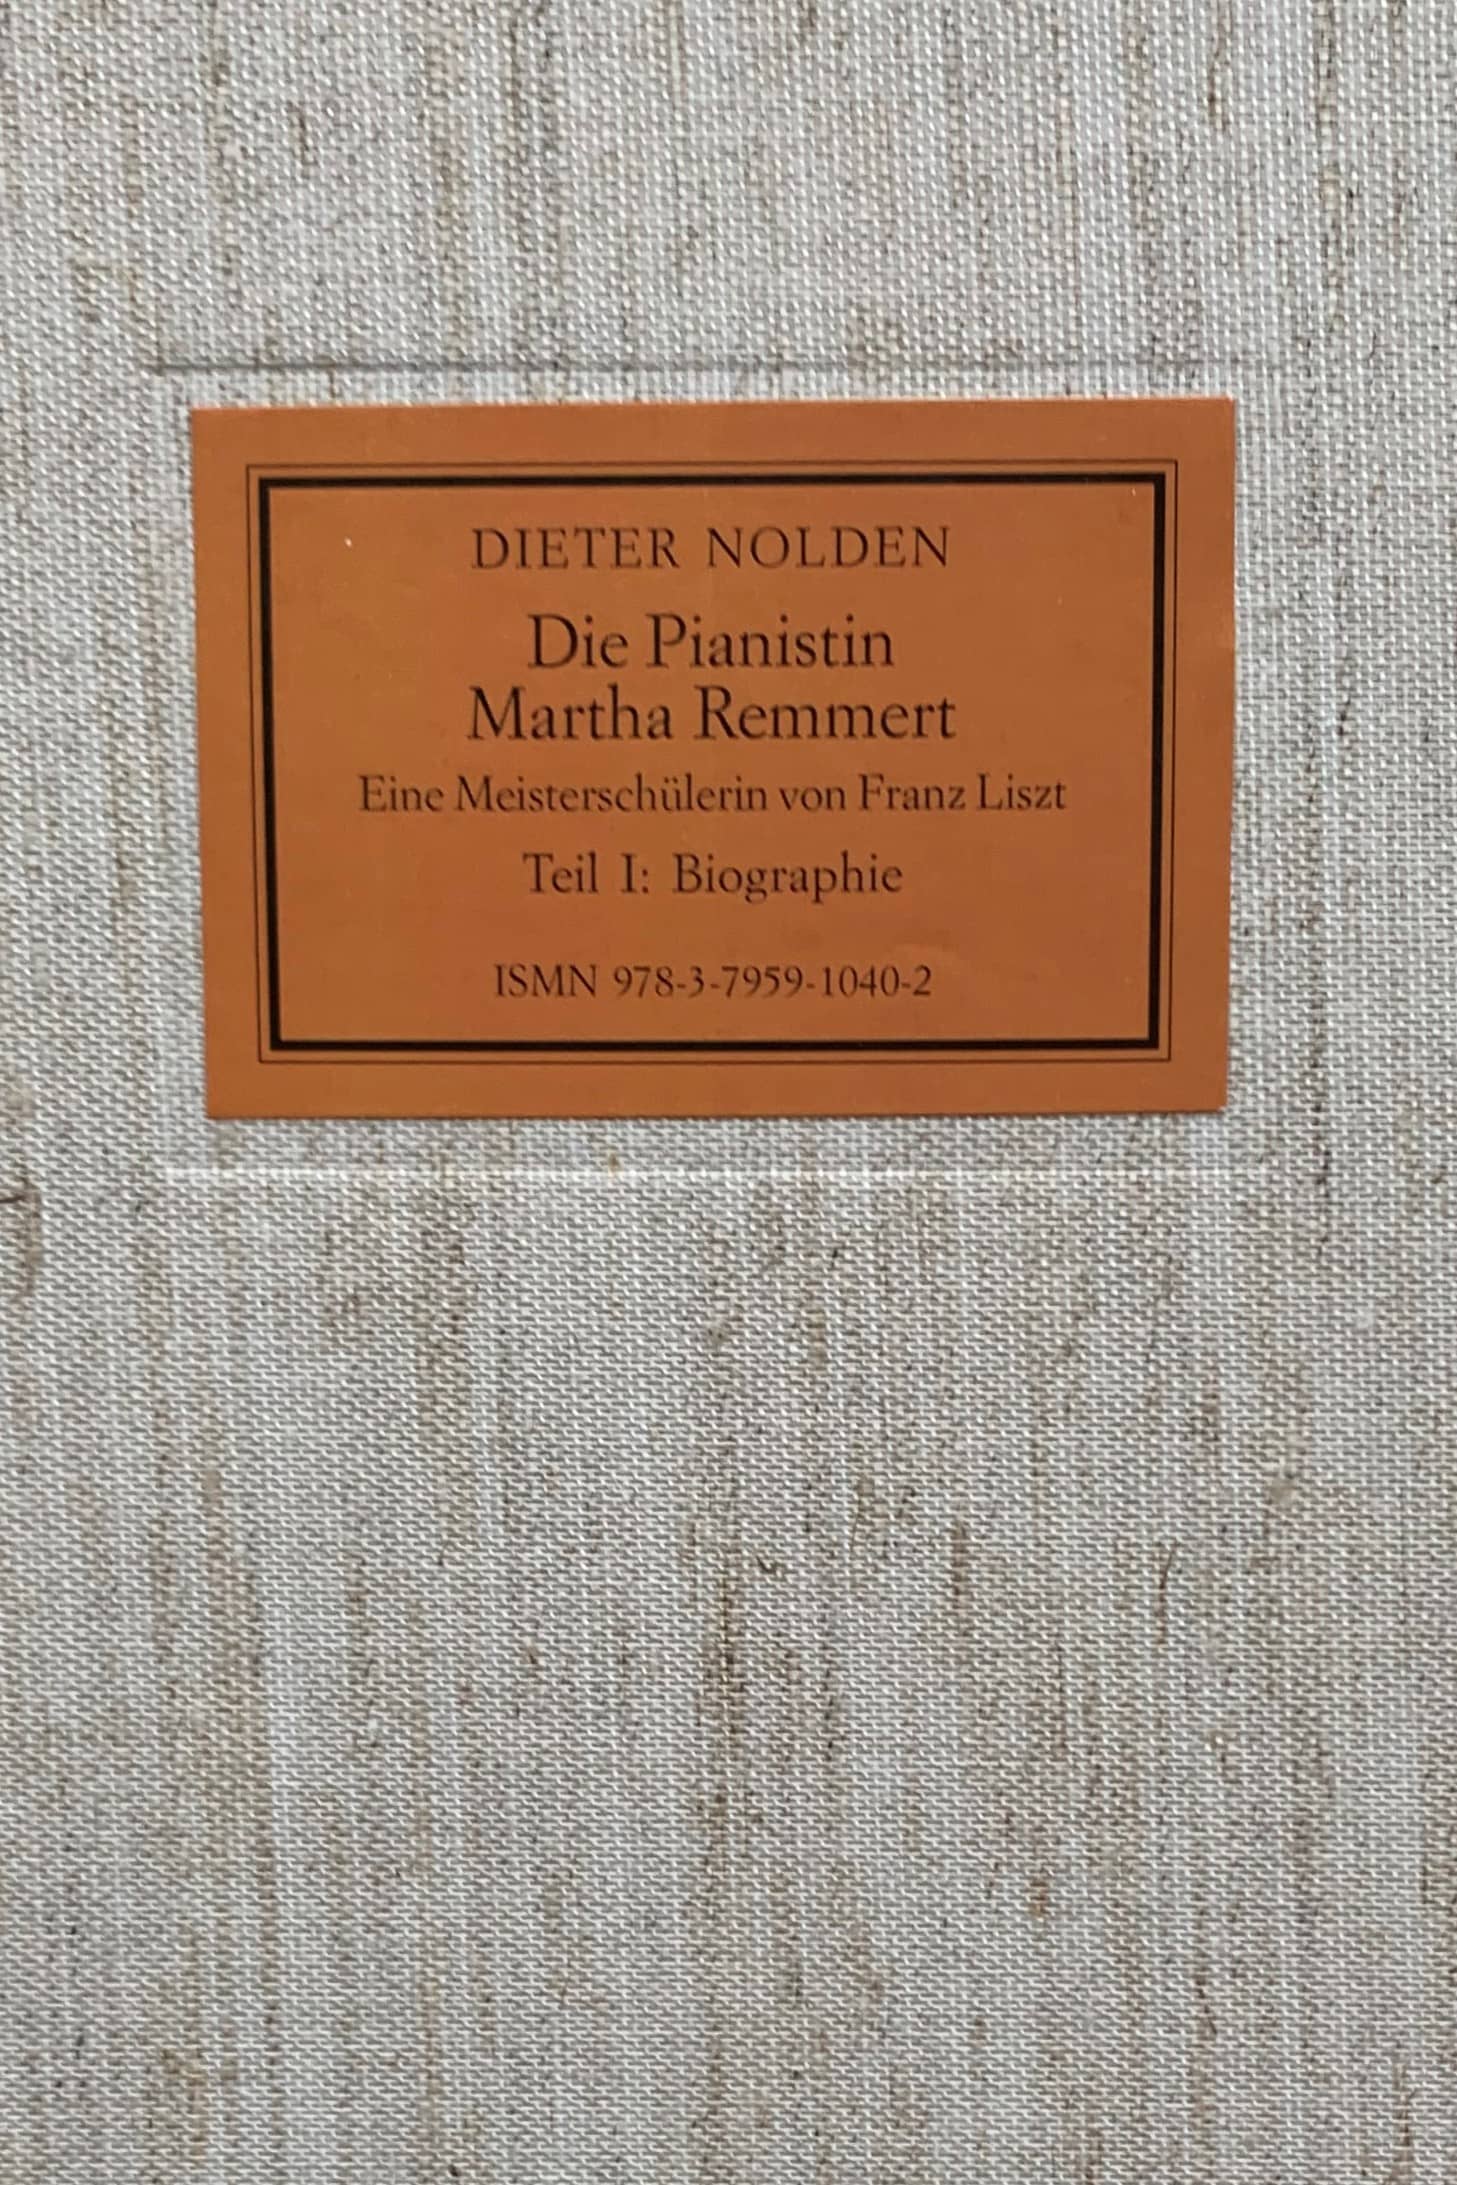 DIETER NOLDEN
Die Pianistin
Martha Remmert
Eine Meisterschülerin von Franz Liszt
Teil I: Biographie
ISMN 978-3-7959-1040-2